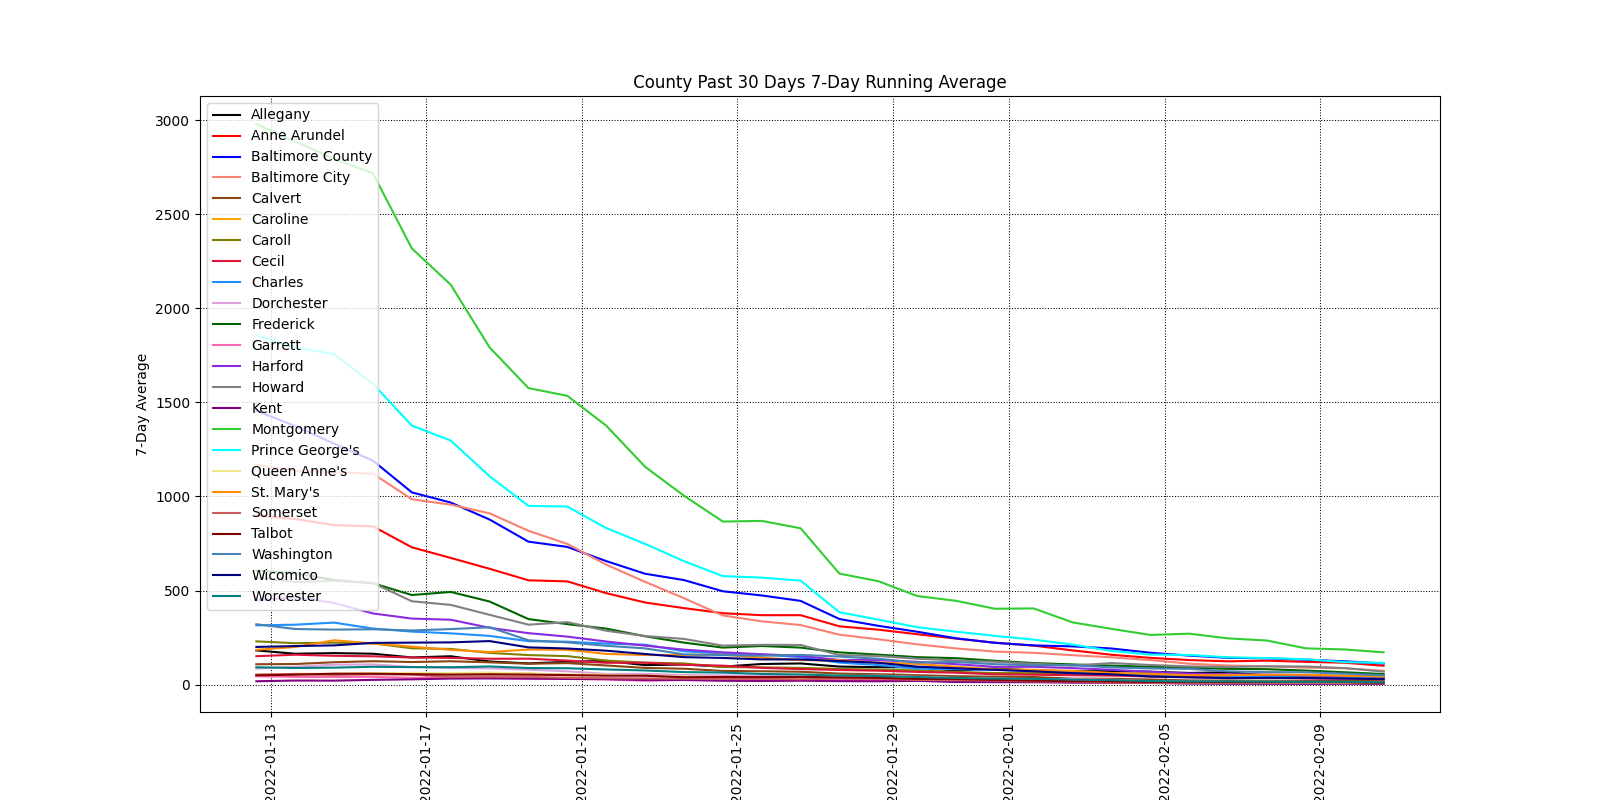 County Past 30 Days 7-Day Running Average
7-Day Average
3000
2500
2000
1500
1000
500
0
Allegany
Anne Arundel
Baltimore County
Baltimore City
Calvert
Caroline
Caroll
Cecil
Charles
Dorchester
Frederick
Garrett
Harford
Howard
Kent
Montgomery
Prince George's
Queen Anne's
St. Mary's
Somerset
Talbot
Washington
Wicomico
Worcester
2022-01-13
2022-01-17
2022-01-21
2022-01-25
2022-01-29
2022-02-01
2022-02-05
2022-02-09